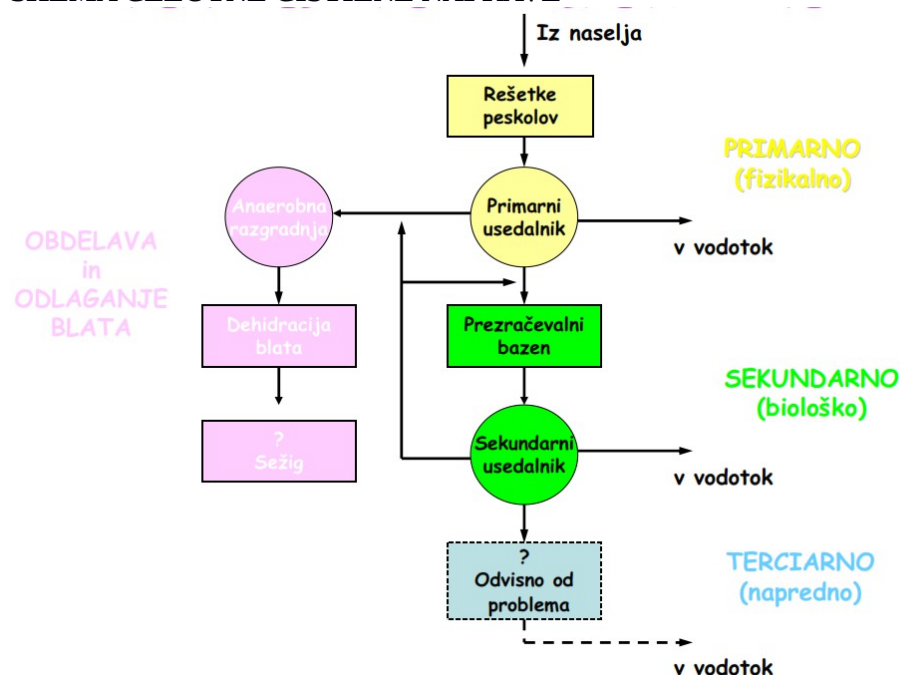 Iz naselja
Rešetke
peskolov
PRIMARNO
(fizikalno)
Anaerobna
razgradnja
Primarni
usedalnik
v vodotok
OBDELAVA
in
ODLAGANJE
BLATA
Dehidracija
blata
Prezračevalni
bazen
SEKUNDARNO
(biološko)
?
Sežig
Sekundarni
usedalnik
v vodotok
?
Odvisno od
problema
TERCIARNO
(napredno)
v vodotok